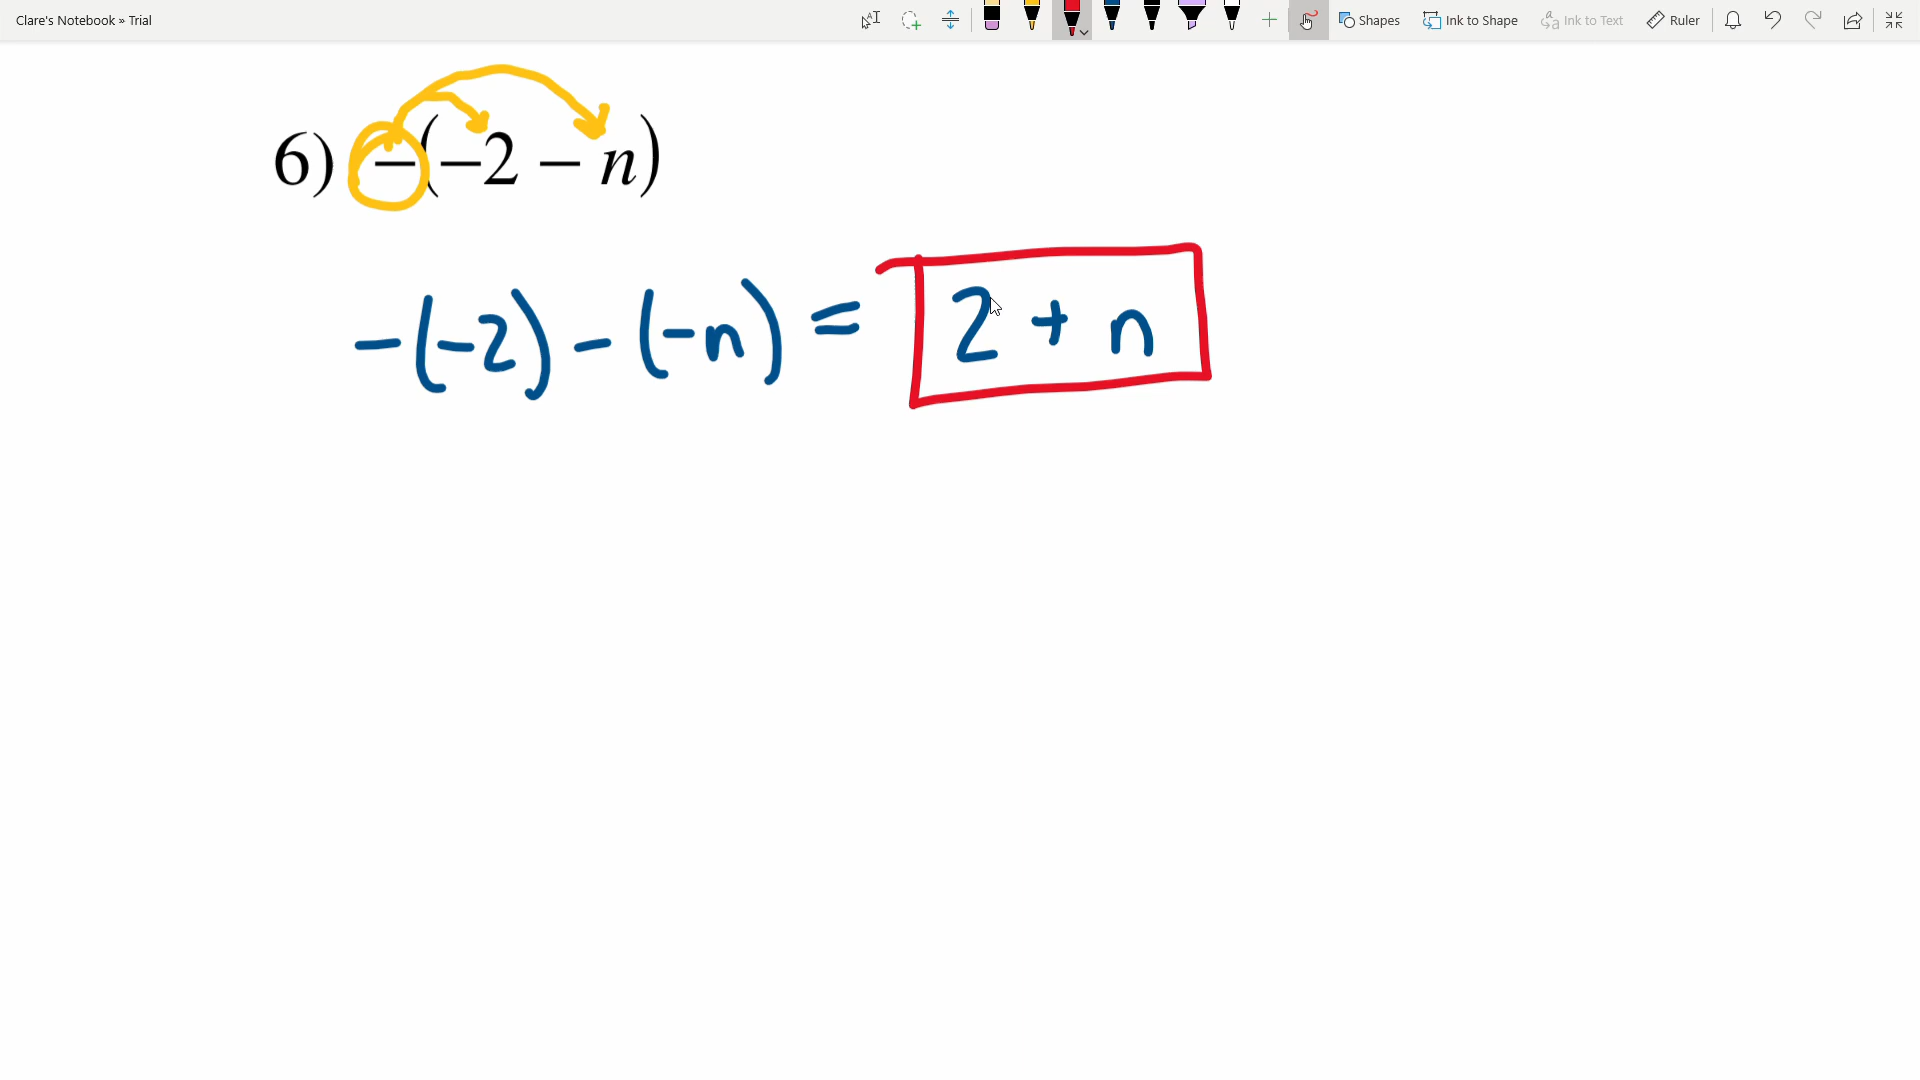 Clare's Notebook » Trial Shapes Ink to Shape Ink to Text Ruler
6) −(−2 − n)
-(-2) - (-n) = 2 + n